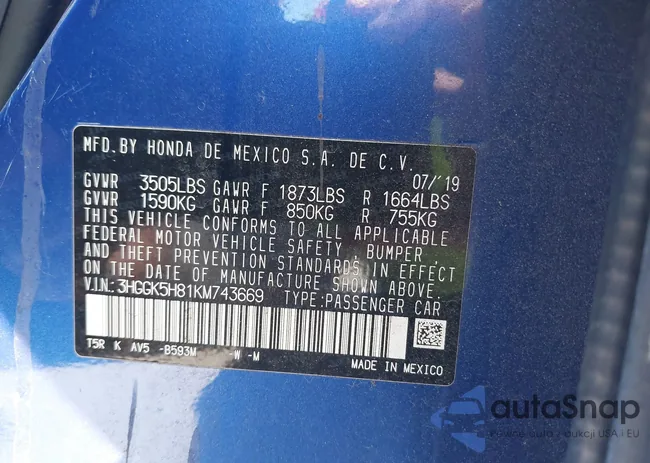 MFD.BY HONDA DE MEXICO S.A. DE C.V.
07/'19
GVWR 3505LBS GAWR F 1873LBS R 1664LBS
GVWR 1590KG GAWR F 850KG R 755KG
THIS VEHICLE CONFORMS TO ALL APPLICABLE
FEDERAL MOTOR VEHICLE SAFETY, BUMPER,
AND THEFT PREVENTION STANDARDS IN EFFECT
ON THE DATE OF MANUFACTURE SHOWN ABOVE.
V.I.N: 3HGGK5H81KM743669 TYPE:PASSENGER CAR
T5R K AV5 -B593M -W -M
MADE IN MEXICO
autaSnap